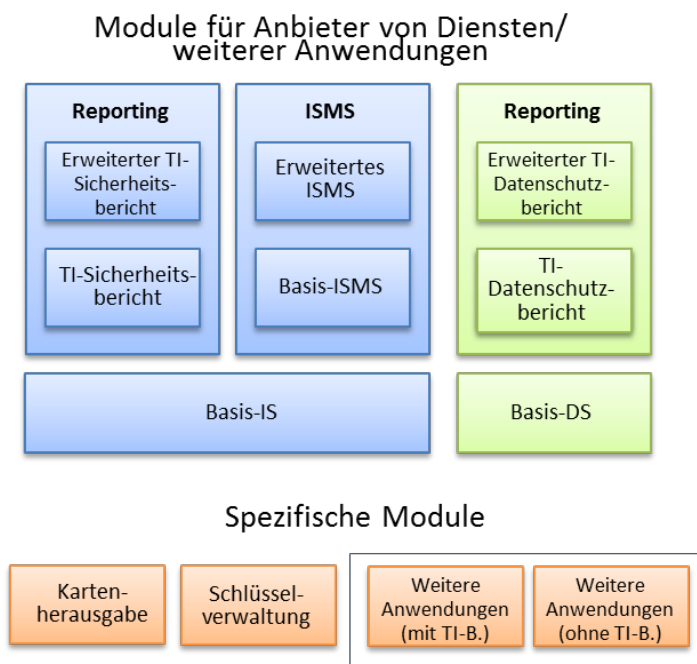 Module für Anbieter von Diensten/
weiterer Anwendungen
Reporting
Erweiterter TI-
Sicherheits-
bericht
TI-Sicherheits-
bericht
ISMS
Erweitertes
ISMS
Basis-ISMS
Reporting
Erweiterter TI-
Datenschutz-
bericht
TI-
Datenschutz-
bericht
Basis-IS
Basis-DS
Spezifische Module
Karten-
herausgabe
Schlüssel-
verwaltung
Weitere
Anwendungen
(mit TI-B.)
Weitere
Anwendungen
(ohne TI-B.)